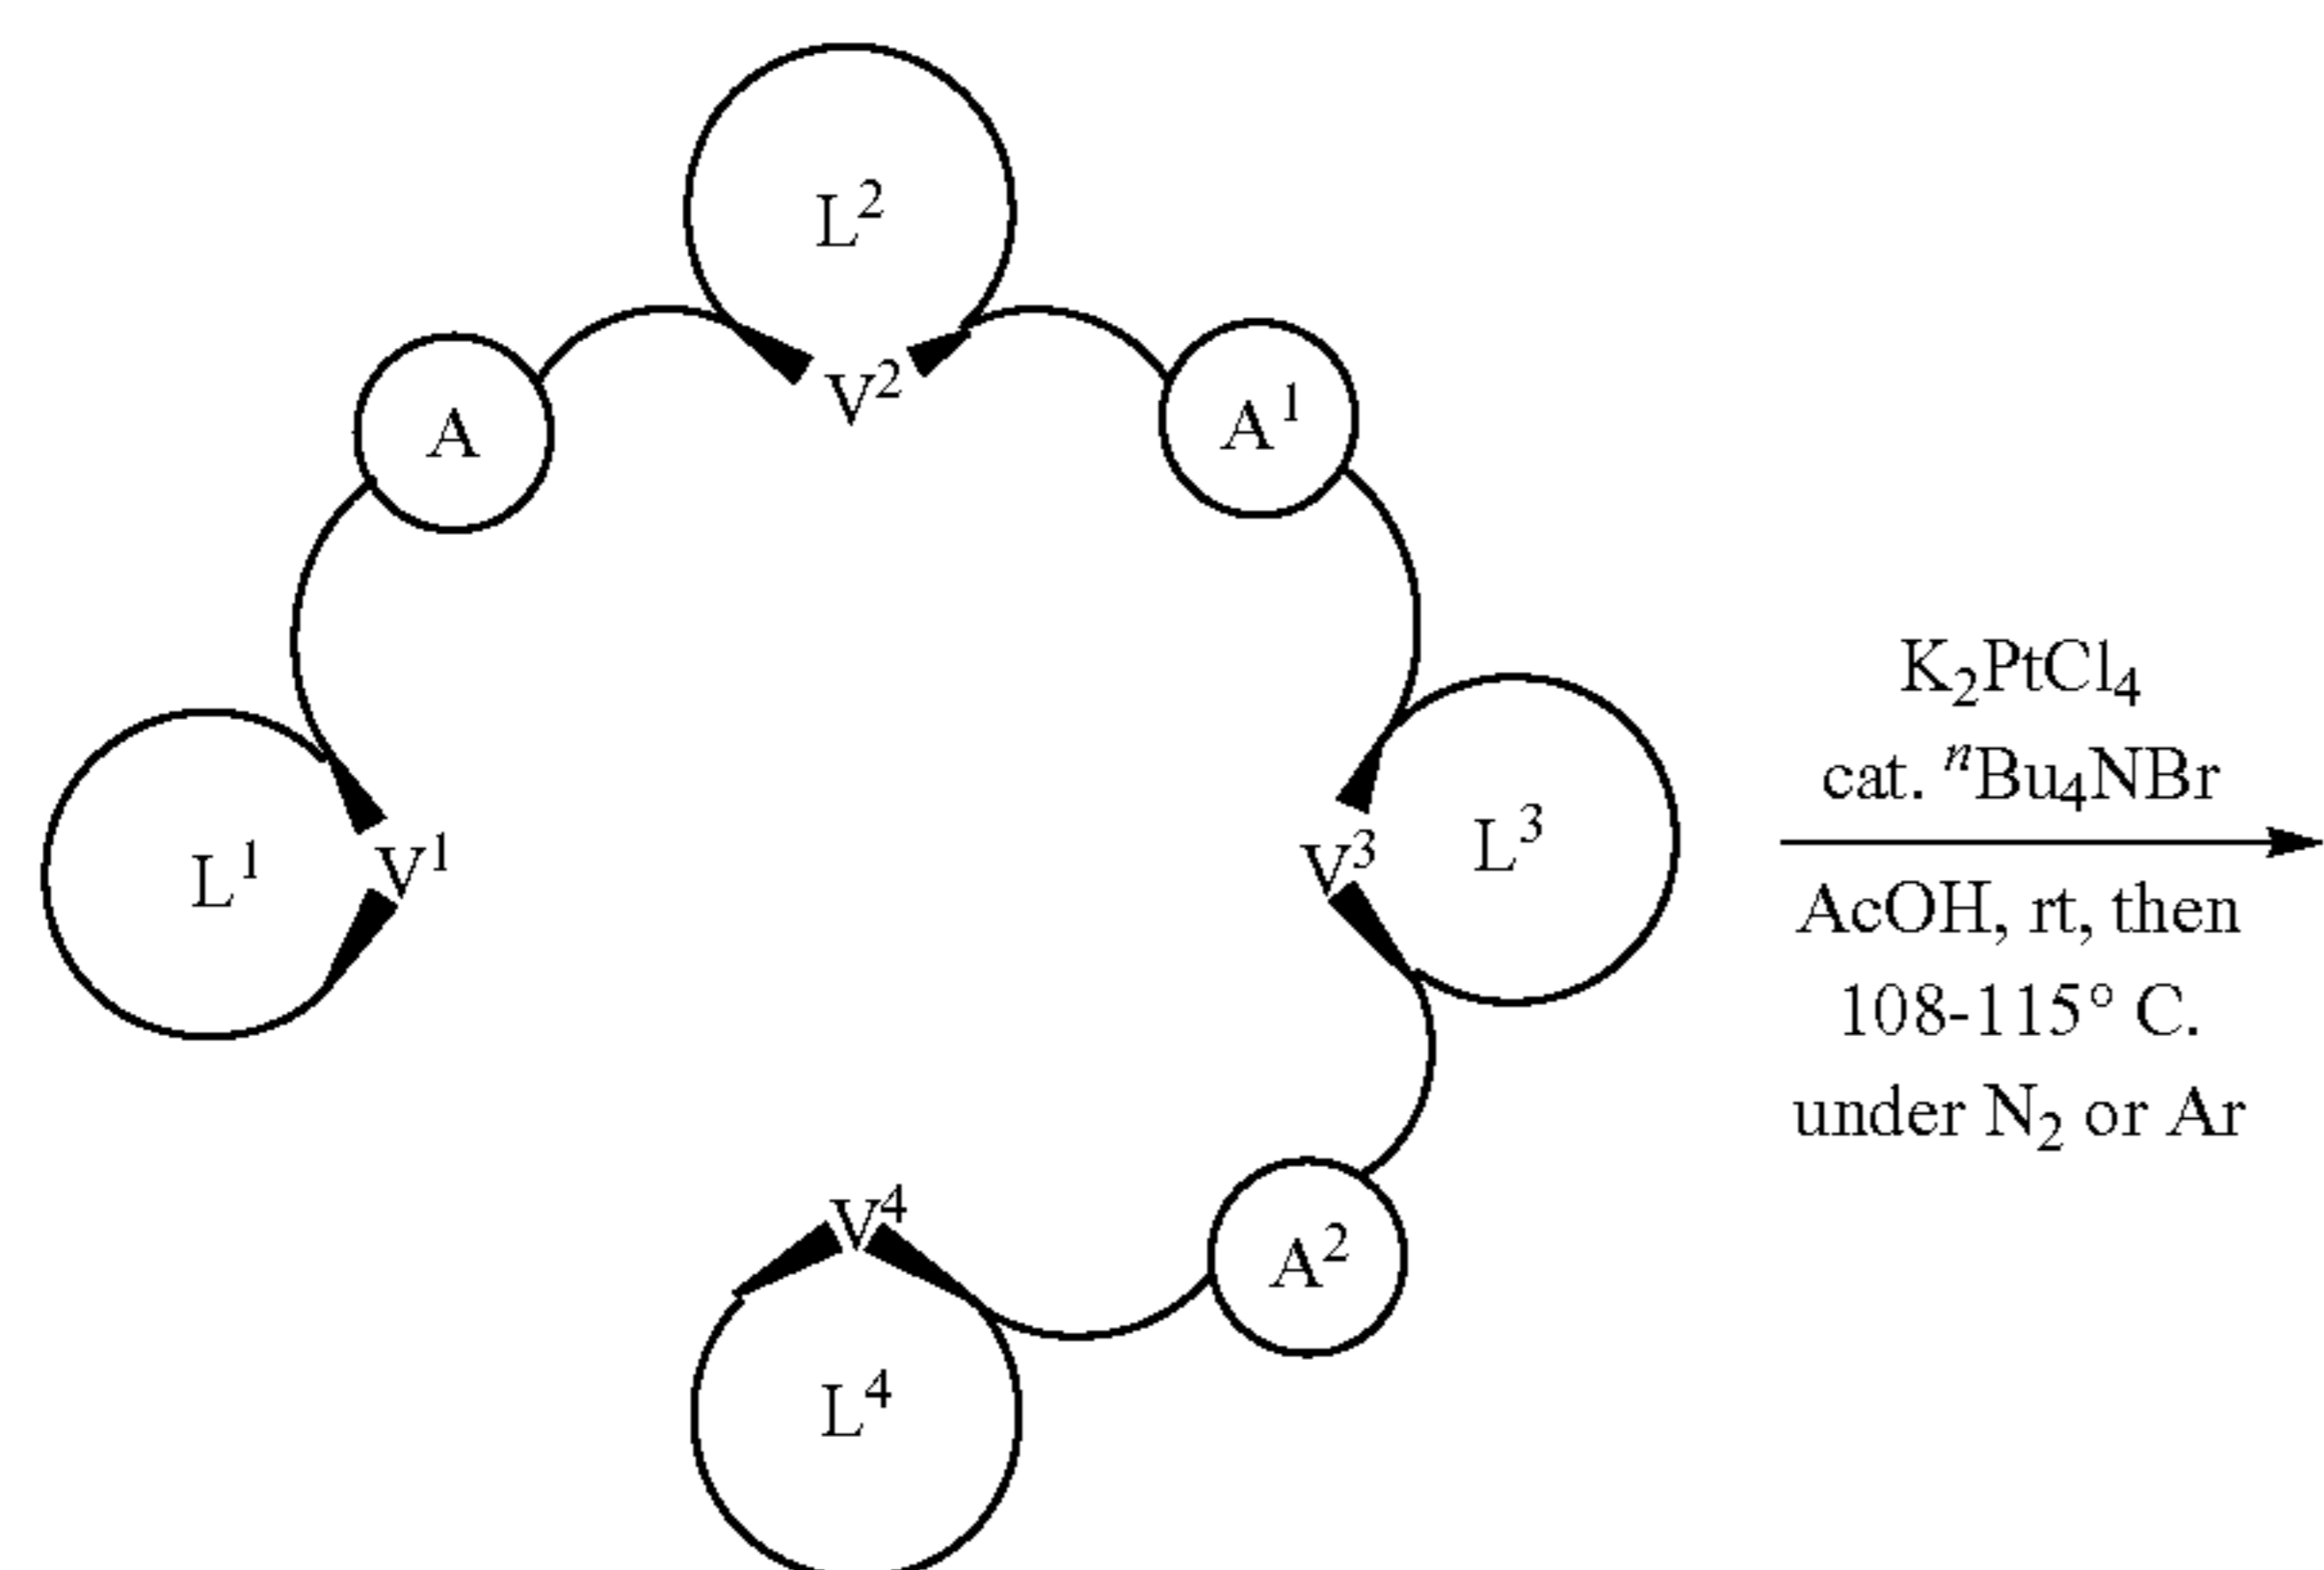 L²
A
V²
A¹
L¹
V¹
V³
L³
V⁴
A²
L⁴
K₂PtCl₄
cat. ⁿBu₄NBr
AcOH, rt, then
108-115° C.
under N₂ or Ar